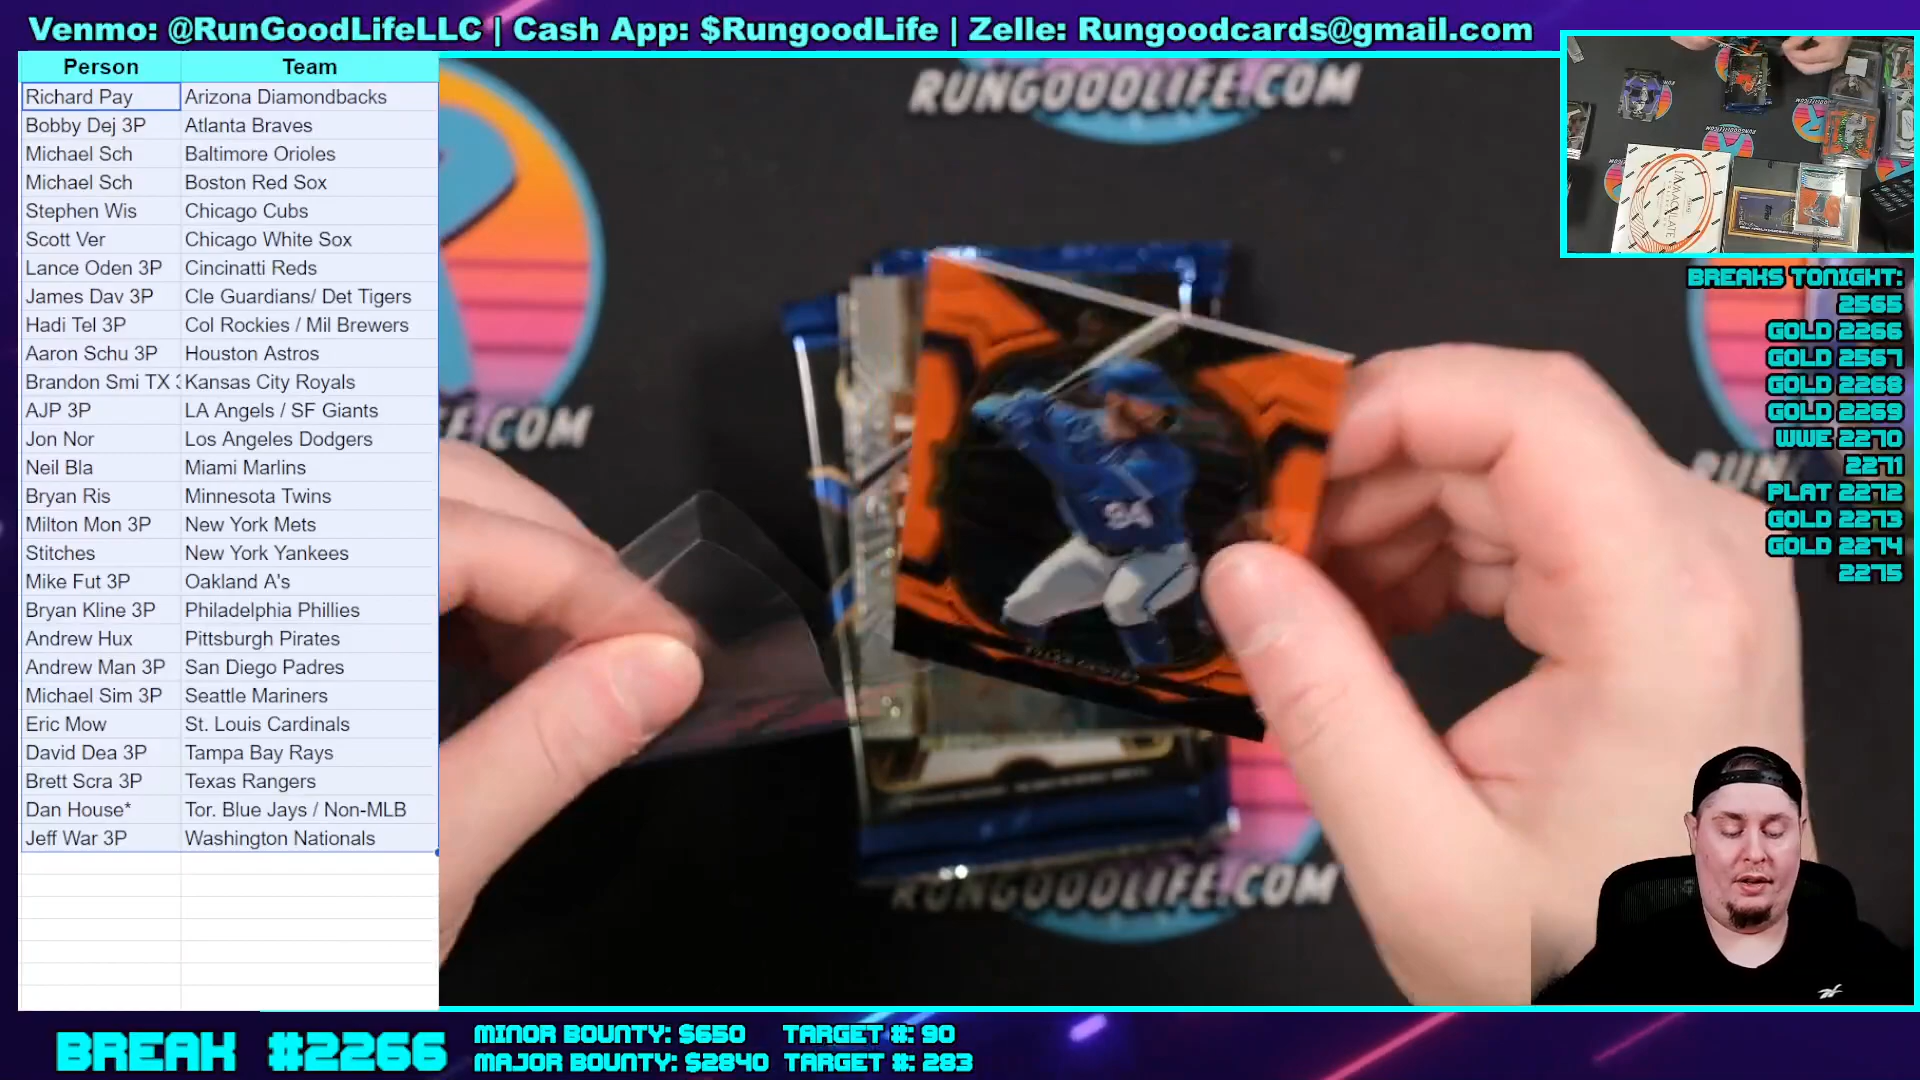 Venmo: @RunGoodLifeLLC | Cash App: $RungoodLife | Zelle: Rungoodcards@gmail.com
Person Team
Richard Pay Arizona Diamondbacks
Bobby Dej 3P Atlanta Braves
Michael Sch Baltimore Orioles
Michael Sch Boston Red Sox
Stephen Wis Chicago Cubs
Scott Ver Chicago White Sox
Lance Oden 3P Cincinatti Reds
James Dav 3P Cle Guardians/ Det Tigers
Hadi Tel 3P Col Rockies / Mil Brewers
Aaron Schu 3P Houston Astros
Brandon Smi TX Kansas City Royals
AJP 3P LA Angels / SF Giants
Jon Nor Los Angeles Dodgers
Neil Bla Miami Marlins
Bryan Ris Minnesota Twins
Milton Mon 3P New York Mets
Stitches New York Yankees
Mike Fut 3P Oakland A's
Bryan Kline 3P Philadelphia Phillies
Andrew Hux Pittsburgh Pirates
Andrew Man 3P San Diego Padres
Michael Sim 3P Seattle Mariners
Eric Mow St. Louis Cardinals
David Dea 3P Tampa Bay Rays
Brett Scra 3P Texas Rangers
Dan House* Tor. Blue Jays / Non-MLB
Jeff War 3P Washington Nationals
RUNGOODLIFE.COM
E.COM
94
RUNGOODLIFE.COM
IMMACULATE
BREAKS TONIGHT:
2565
GOLD 2266
GOLD 2567
GOLD 2268
GOLD 2269
WWE 2270
2271
PLAT 2272
GOLD 2273
GOLD 2274
2275
BREAK #2266
MINOR BOUNTY: $650 TARGET #: 90
MAJOR BOUNTY: $2840 TARGET #: 283